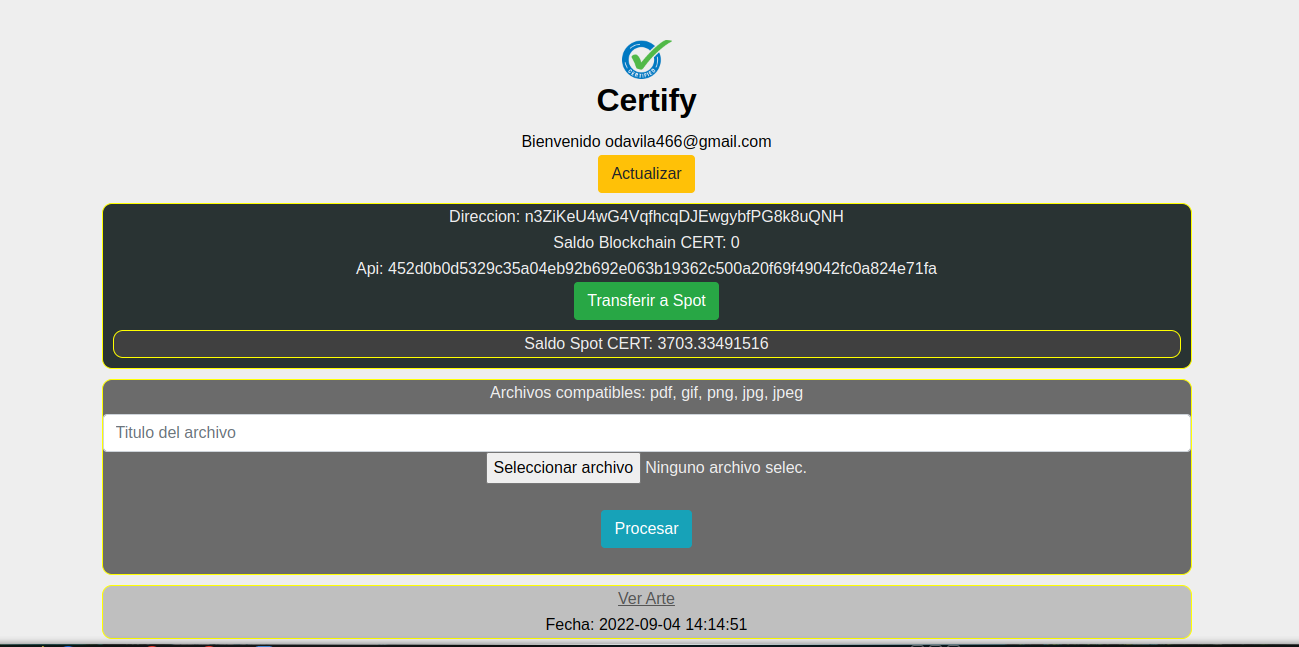 CERTIFIED
Certify
Bienvenido odavila466@gmail.com
Actualizar
Direccion: n3ZiKeU4wG4VqfhcqDJEwgybfPG8k8uQNH
Saldo Blockchain CERT: 0
Api: 452d0b0d5329c35a04eb92b692e063b19362c500a20f69f49042fc0a824e71fa
Transferir a Spot
Saldo Spot CERT: 3703.33491516
Archivos compatibles: pdf, gif, png, jpg, jpeg
Titulo del archivo
Seleccionar archivo Ninguno archivo selec.
Procesar
Ver Arte
Fecha: 2022-09-04 14:14:51